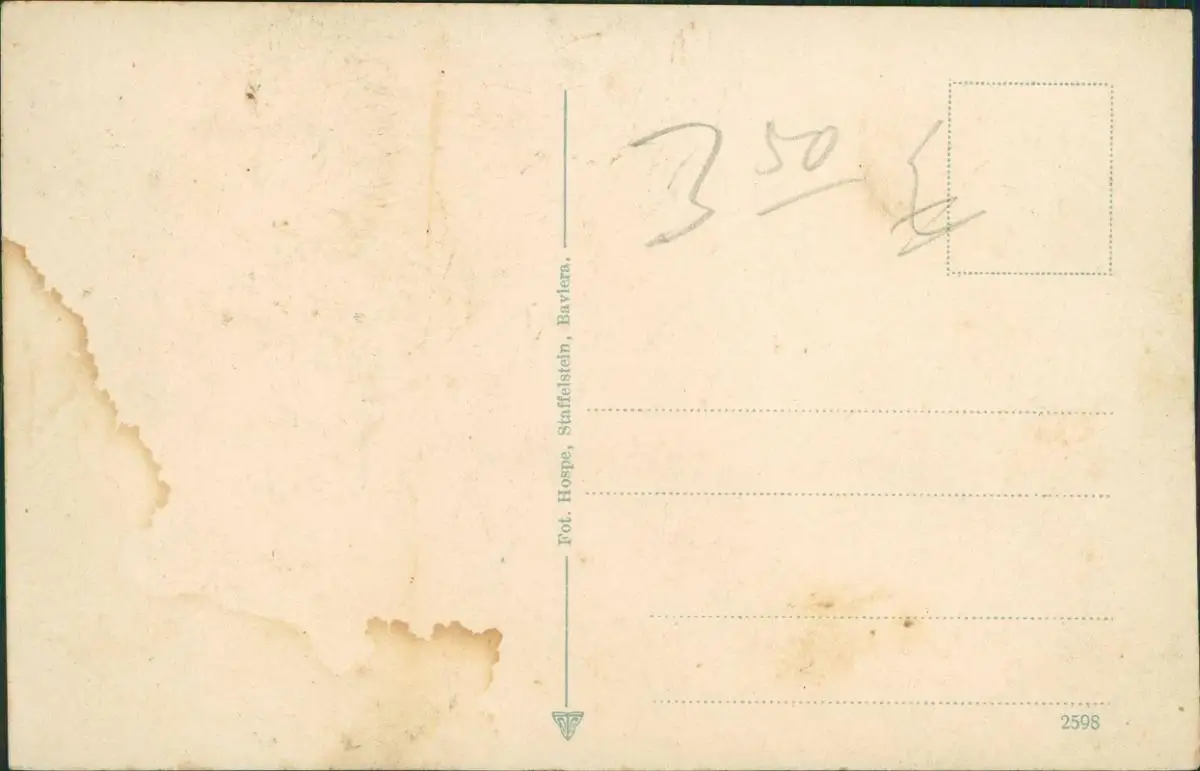 3 50 £
Fot. Hospe, Staffelstein, Baviera.
2598